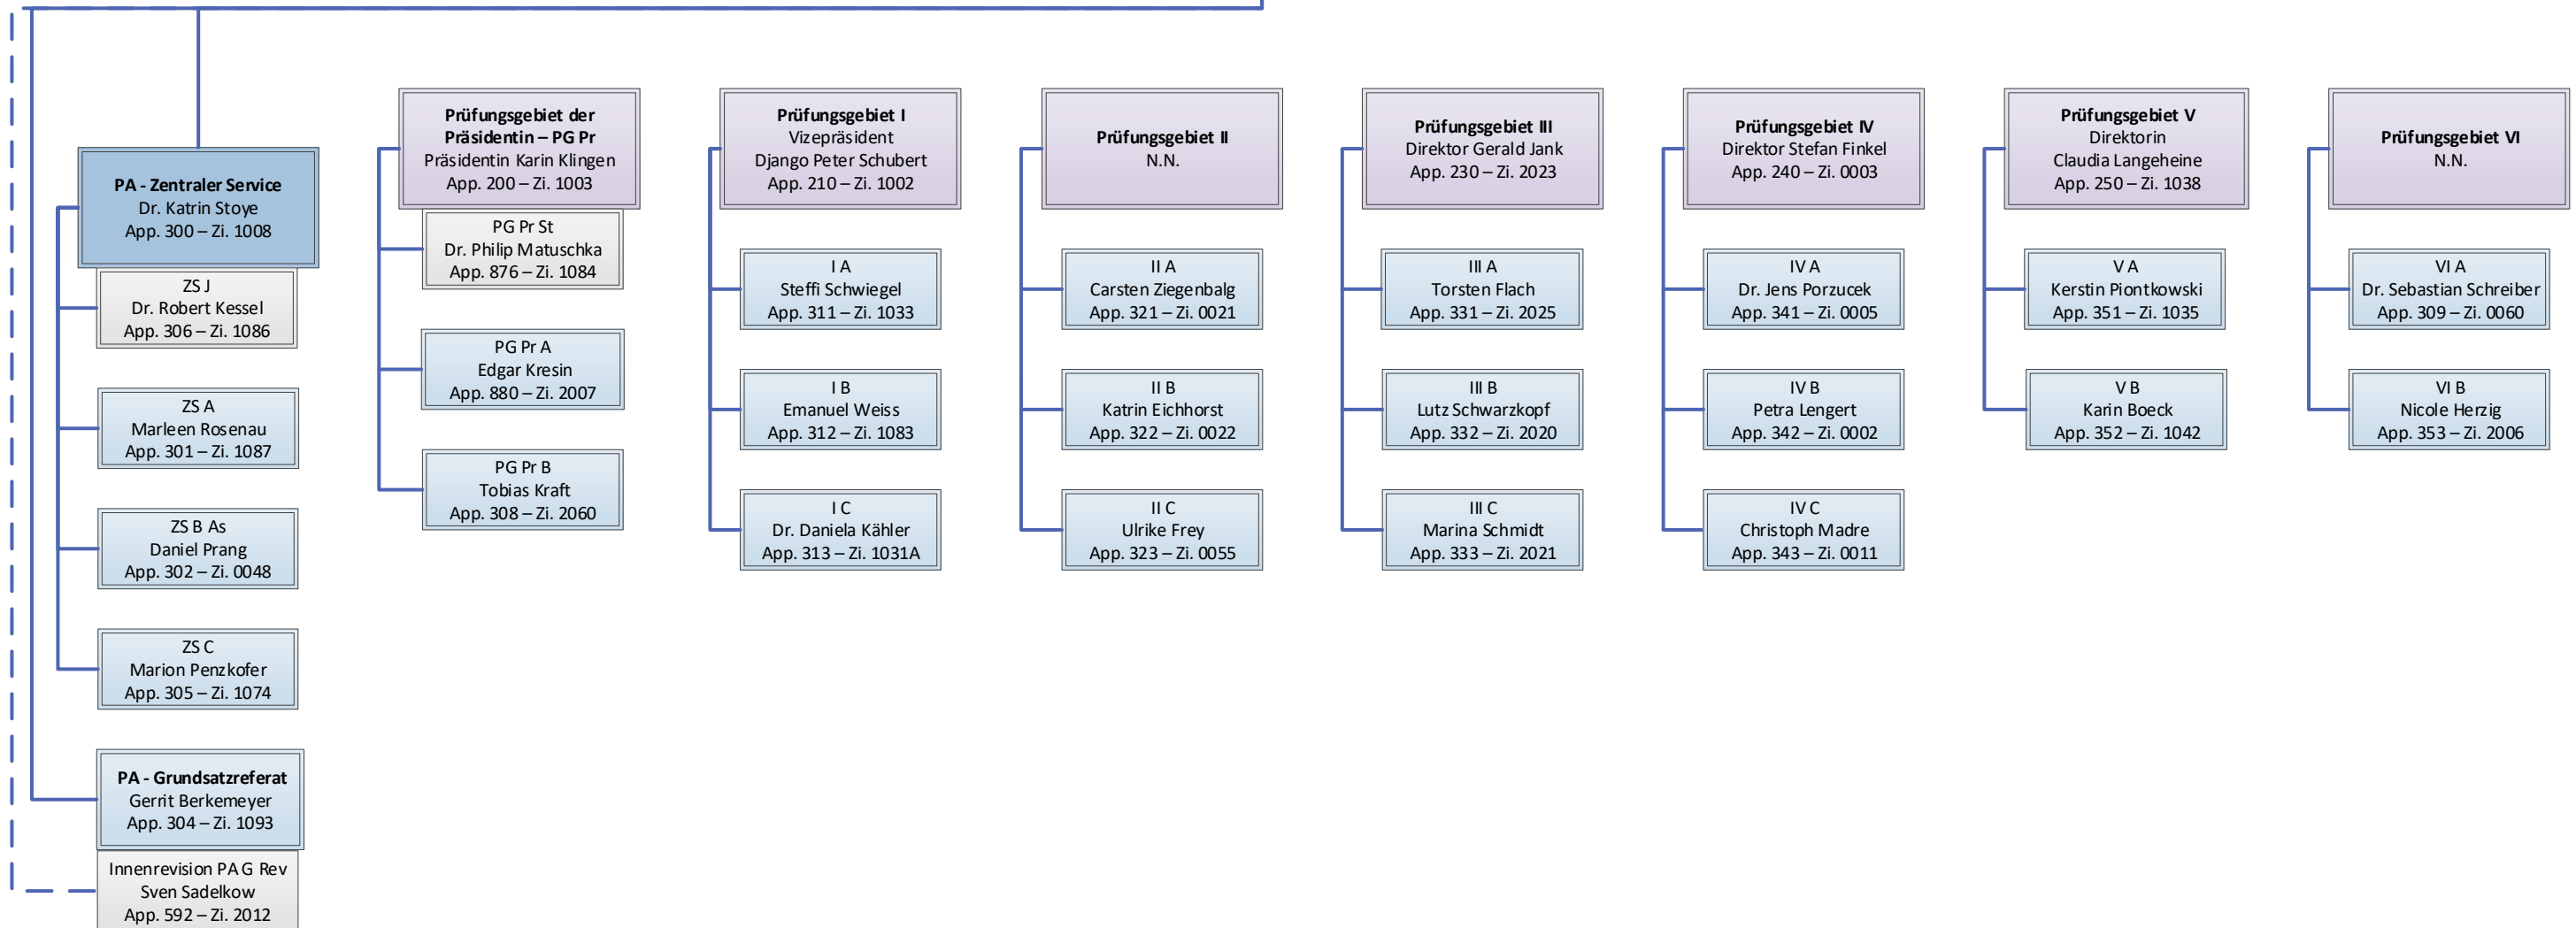 PA - Zentraler Service
Dr. Katrin Stoye
App. 300 – Zi. 1008
ZS J
Dr. Robert Kessel
App. 306 – Zi. 1086
ZS A
Marleen Rosenau
App. 301 – Zi. 1087
ZS B As
Daniel Prang
App. 302 – Zi. 0048
ZS C
Marion Penzkofer
App. 305 – Zi. 1074
PA - Grundsatzreferat
Gerrit Berkemeyer
App. 304 – Zi. 1093
Innenrevision PA G Rev
Sven Sadelkow
App. 592 – Zi. 2012
Prüfungsgebiet der
Präsidentin – PG Pr
Präsidentin Karin Klingen
App. 200 – Zi. 1003
PG Pr St
Dr. Philip Matuschka
App. 876 – Zi. 1084
PG Pr A
Edgar Kresin
App. 880 – Zi. 2007
PG Pr B
Tobias Kraft
App. 308 – Zi. 2060
Prüfungsgebiet I
Vizepräsident
Django Peter Schubert
App. 210 – Zi. 1002
I A
Steffi Schwiegel
App. 311 – Zi. 1033
I B
Emanuel Weiss
App. 312 – Zi. 1083
I C
Dr. Daniela Kähler
App. 313 – Zi. 1031A
Prüfungsgebiet II
N.N.
II A
Carsten Ziegenbalg
App. 321 – Zi. 0021
II B
Katrin Eichhorst
App. 322 – Zi. 0022
II C
Ulrike Frey
App. 323 – Zi. 0055
Prüfungsgebiet III
Direktor Gerald Jank
App. 230 – Zi. 2023
III A
Torsten Flach
App. 331 – Zi. 2025
III B
Lutz Schwarzkopf
App. 332 – Zi. 2020
III C
Marina Schmidt
App. 333 – Zi. 2021
Prüfungsgebiet IV
Direktor Stefan Finkel
App. 240 – Zi. 0003
IV A
Dr. Jens Porzucek
App. 341 – Zi. 0005
IV B
Petra Lengert
App. 342 – Zi. 0002
IV C
Christoph Madre
App. 343 – Zi. 0011
Prüfungsgebiet V
Direktorin
Claudia Langeheine
App. 250 – Zi. 1038
V A
Kerstin Piontkowski
App. 351 – Zi. 1035
V B
Karin Boeck
App. 352 – Zi. 1042
Prüfungsgebiet VI
N.N.
VI A
Dr. Sebastian Schreiber
App. 309 – Zi. 0060
VI B
Nicole Herzig
App. 353 – Zi. 2006